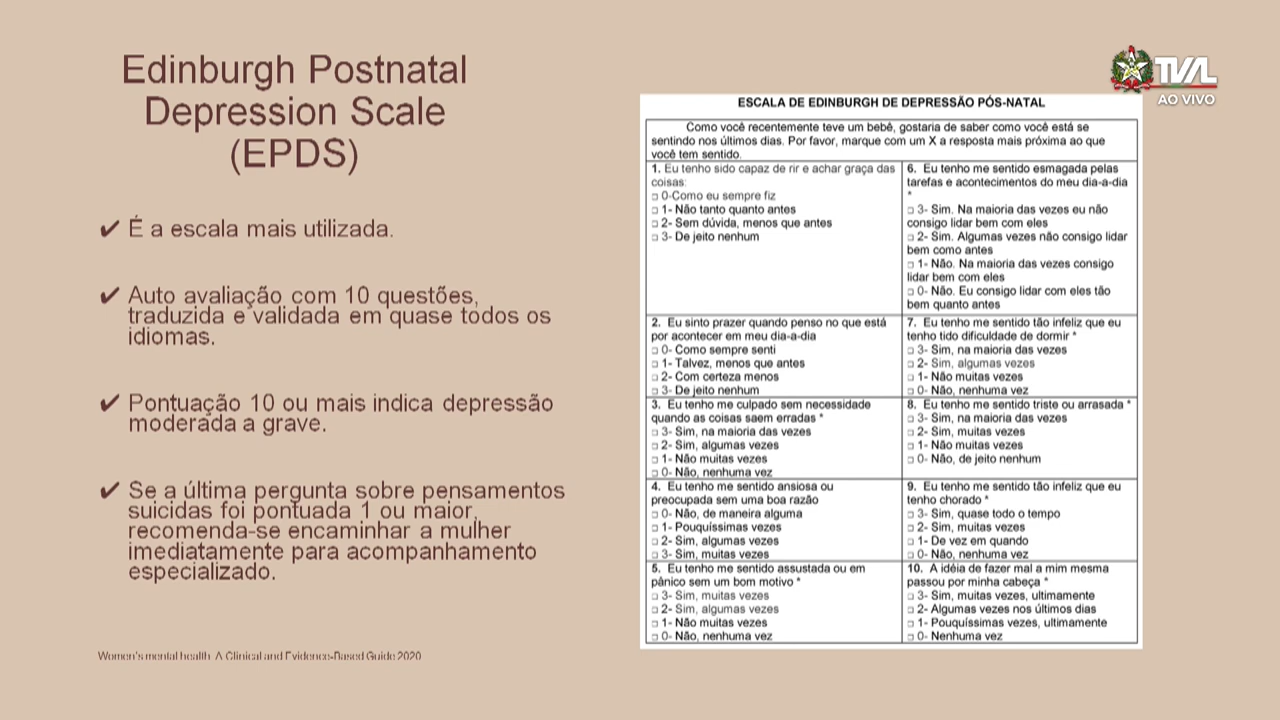 Edinburgh Postnatal
Depression Scale
(EPDS)
✔ É a escala mais utilizada.
✔ Auto avaliação com 10 questões,
traduzida e validada em quase todos os
idiomas.
✔ Pontuação 10 ou mais indica depressão
moderada a grave.
✔ Se a última pergunta sobre pensamentos
suicidas foi pontuada 1 ou maior,
recomenda-se encaminhar a mulher
imediatamente para acompanhamento
especializado.
Women's mental health. A Clinical and Evidence-Based Guide 2020
TVAL
AO VIVO
ESCALA DE EDINBURGH DE DEPRESSÃO PÓS-NATAL
Como você recentemente teve um bebê, gostaria de saber como você está se
sentindo nos últimos dias. Por favor, marque com um X a resposta mais próxima ao que
você tem sentido.
1. Eu tenho sido capaz de rir e achar graça das
coisas:
□ 0-Como eu sempre fiz
□ 1- Não tanto quanto antes
□ 2- Sem dúvida, menos que antes
□ 3- De jeito nenhum
6. Eu tenho me sentido esmagada pelas
tarefas e acontecimentos do meu dia-a-dia
*
□ 3- Sim. Na maioria das vezes eu não
consigo lidar bem com eles
□ 2- Sim. Algumas vezes não consigo lidar
bem como antes
□ 1- Não. Na maioria das vezes consigo
lidar bem com eles
□ 0- Não. Eu consigo lidar com eles tão
bem quanto antes
2. Eu sinto prazer quando penso no que está
por acontecer em meu dia-a-dia
□ 0- Como sempre senti
□ 1- Talvez, menos que antes
□ 2- Com certeza menos
□ 3- De jeito nenhum
7. Eu tenho me sentido tão infeliz que eu
tenho tido dificuldade de dormir *
□ 3- Sim, na maioria das vezes
□ 2- Sim, algumas vezes
□ 1- Não muitas vezes
□ 0- Não, nenhuma vez
3. Eu tenho me culpado sem necessidade
quando as coisas saem erradas *
□ 3- Sim, na maioria das vezes
□ 2- Sim, algumas vezes
□ 1- Não muitas vezes
□ 0- Não, nenhuma vez
8. Eu tenho me sentido triste ou arrasada *
□ 3- Sim, na maioria das vezes
□ 2- Sim, muitas vezes
□ 1- Não muitas vezes
□ 0- Não, de jeito nenhum
4. Eu tenho me sentido ansiosa ou
preocupada sem uma boa razão
□ 0- Não, de maneira alguma
□ 1- Pouquíssimas vezes
□ 2- Sim, algumas vezes
□ 3- Sim, muitas vezes
9. Eu tenho me sentido tão infeliz que eu
tenho chorado *
□ 3- Sim, quase todo o tempo
□ 2- Sim, muitas vezes
□ 1- De vez em quando
□ 0- Não, nenhuma vez
5. Eu tenho me sentido assustada ou em
pânico sem um bom motivo *
□ 3- Sim, muitas vezes
□ 2- Sim, algumas vezes
□ 1- Não muitas vezes
□ 0- Não, nenhuma vez
10. A idéia de fazer mal a mim mesma
passou por minha cabeça *
□ 3- Sim, muitas vezes, ultimamente
□ 2- Algumas vezes nos últimos dias
□ 1- Pouquíssimas vezes, ultimamente
□ 0- Nenhuma vez